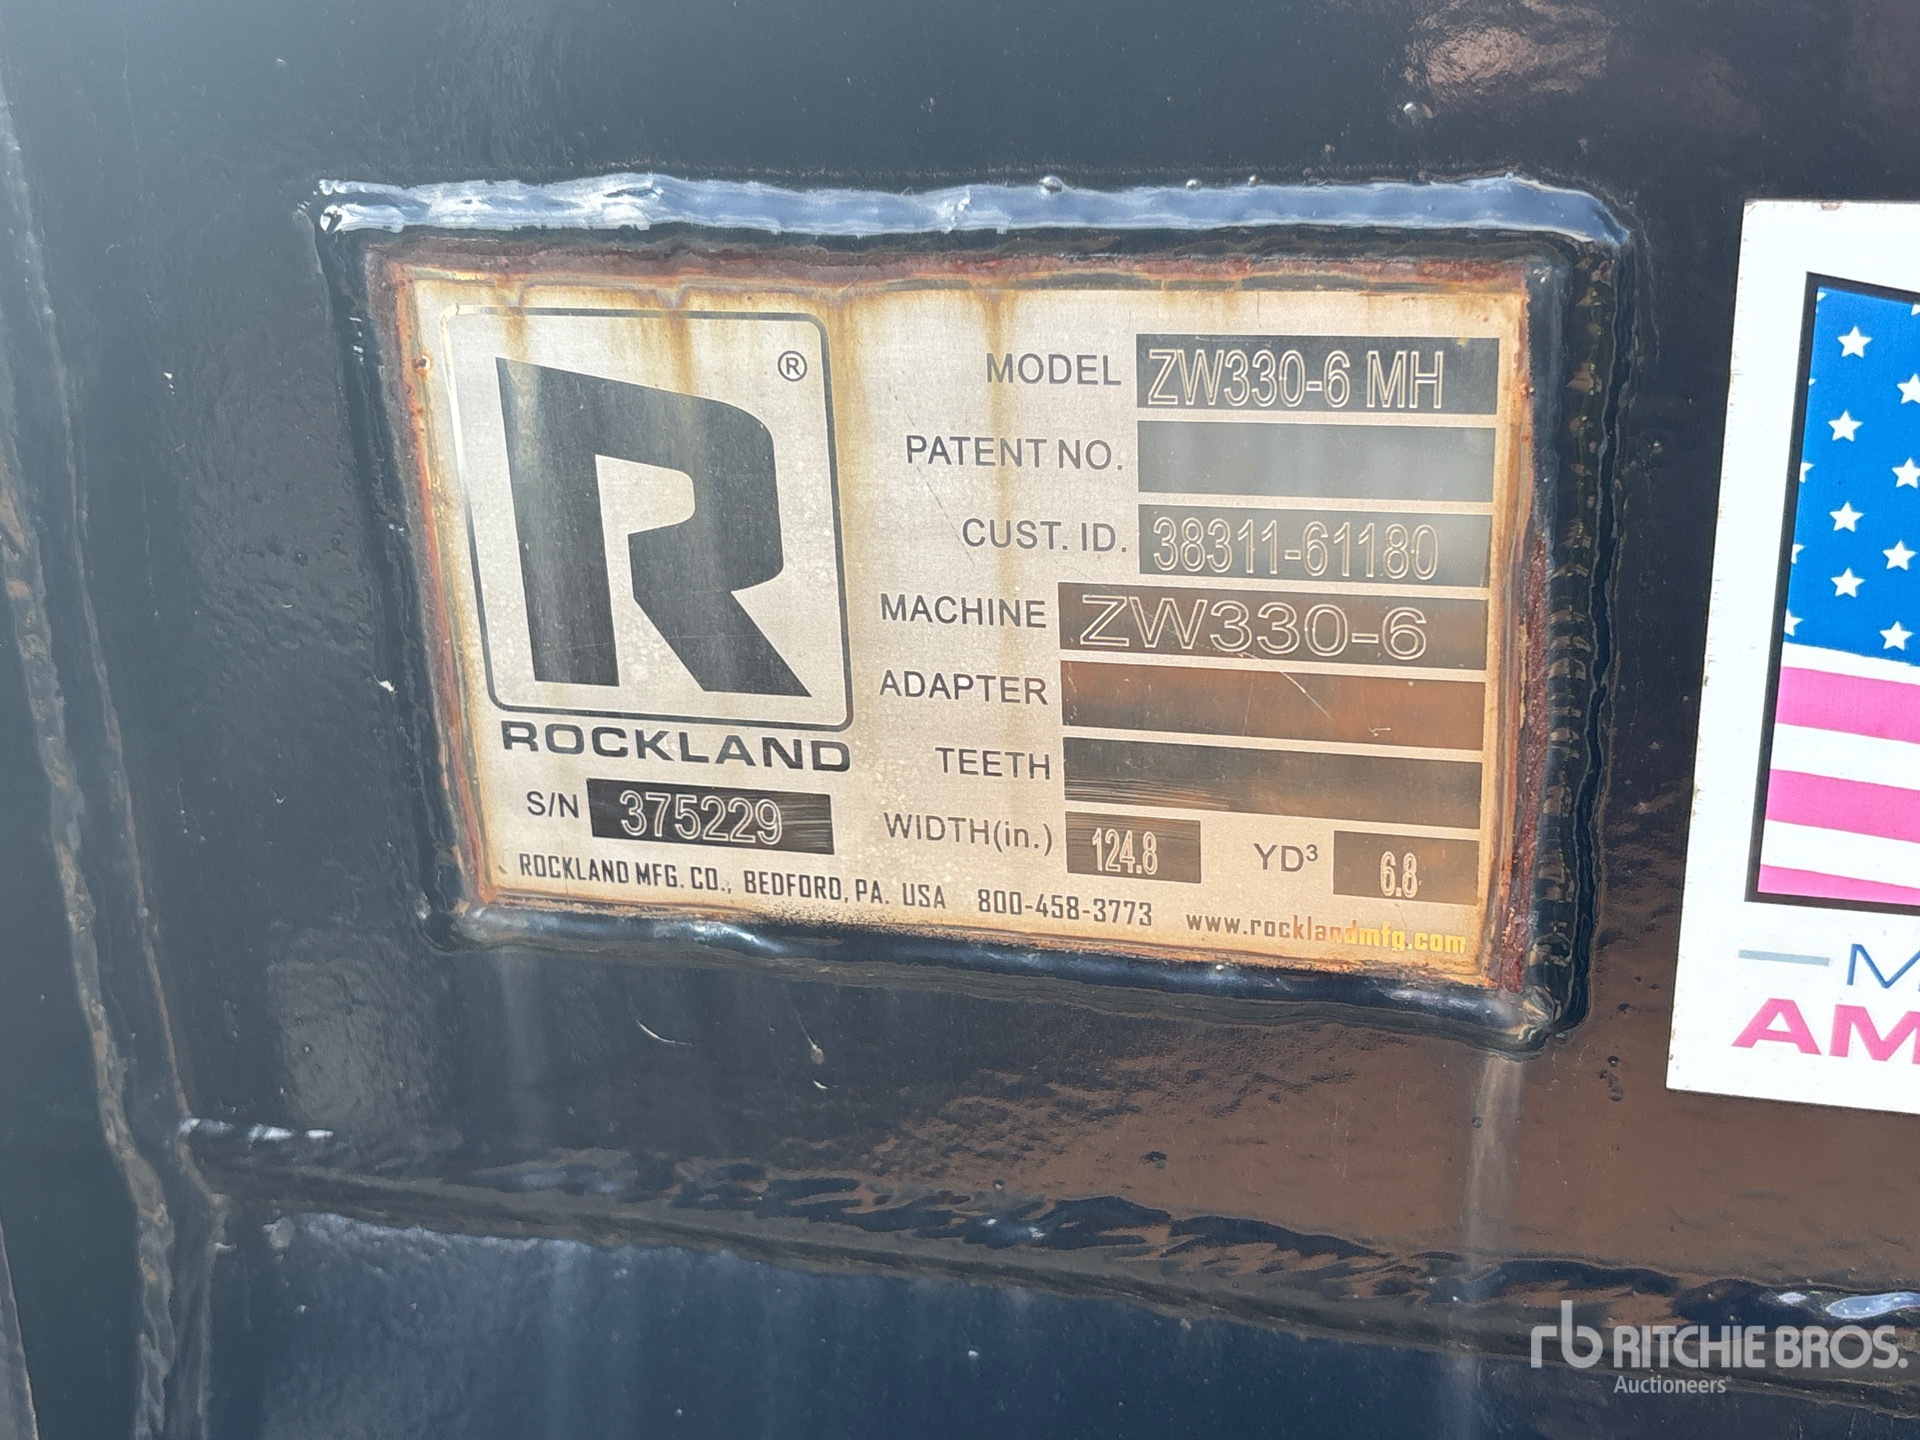 R ®
ROCKLAND
S/N 375229
MODEL ZW330-6 MH
PATENT NO.
CUST. ID. 38311-61180
MACHINE ZW330-6
ADAPTER
TEETH
WIDTH(in.) 124.8 YD³ 6.8
ROCKLAND MFG. CO., BEDFORD, PA. USA 800-458-3773 www.rocklandmfg.com
M
AM
rb RITCHIE BROS.
Auctioneers